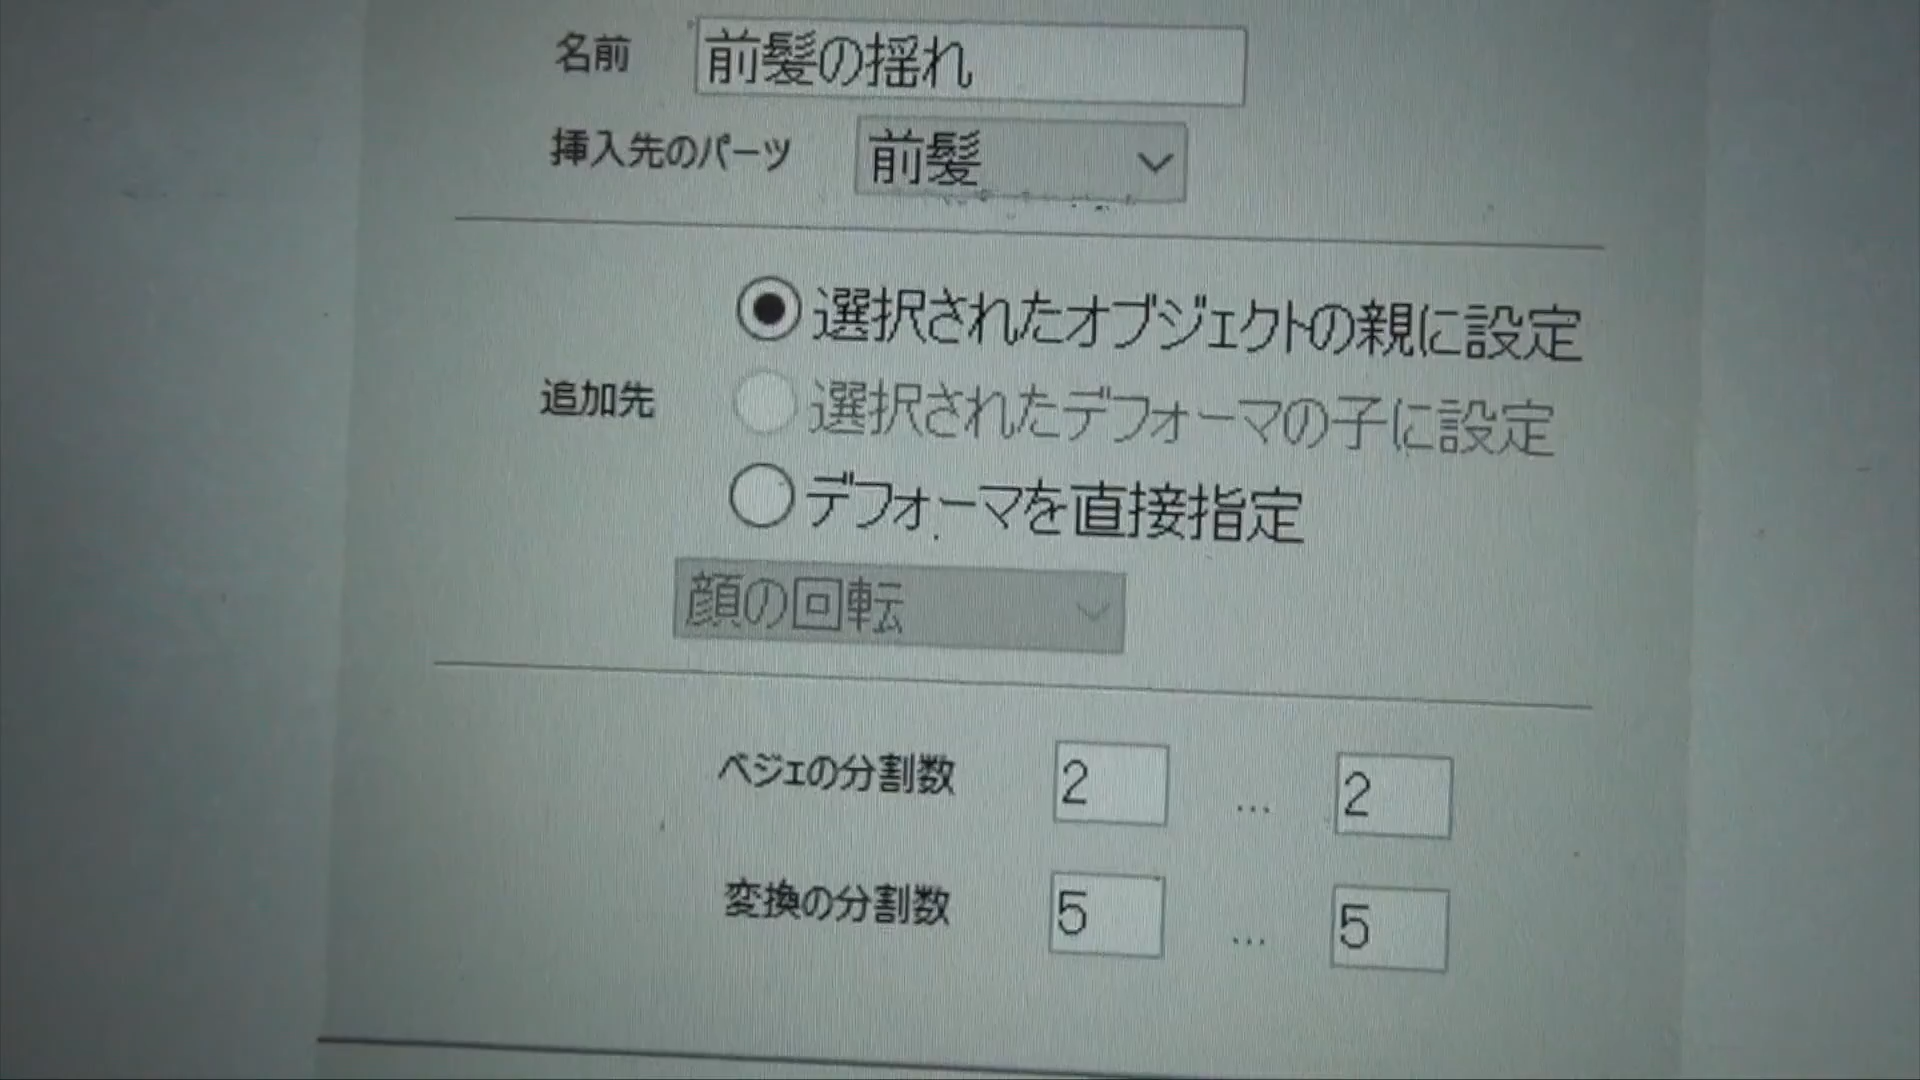 名前 前髪の揺れ
挿入先のパーツ 前髪
選択されたオブジェクトの親に設定
追加先 選択されたデフォーマの子に設定
デフォーマを直接指定
顔の回転
ベジェの分割数 2 ... 2
変換の分割数 5 ... 5